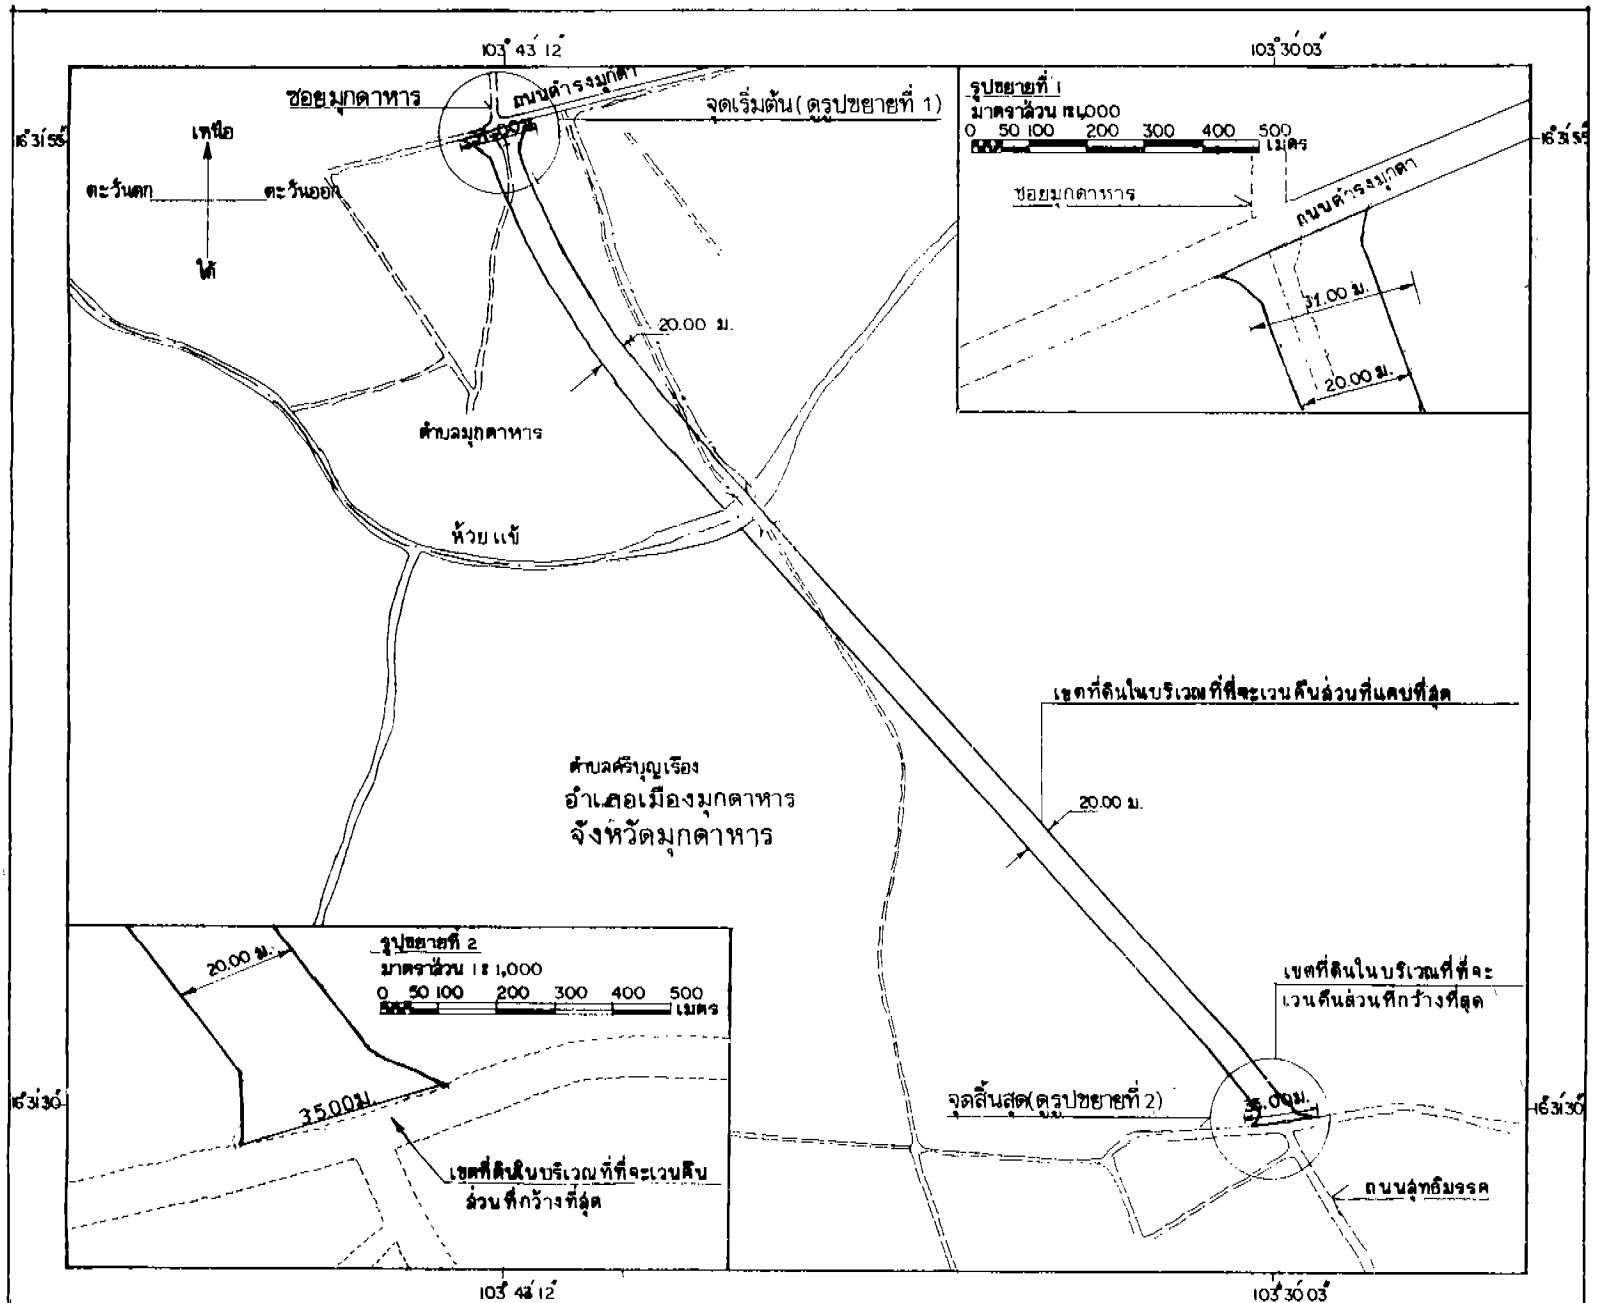 103° 43′ 12″
103° 30′ 03″
ซอยมุกดาหาร
ถนนดำรงมุกดา
จุดเริ่มต้น (ดูรูปขยายที่ 1)
16° 31′ 55″
เหนือ
ตะวันตก
ตะวันออก
ใต้
รูปขยายที่ 1
มาตราส่วน 1:1,000
0 50 100 200 300 400 500
เมตร
16° 31′ 55″
ซอยมุกดาหาร
ถนนดำรงมุกดา
31.00 ม.
20.00 ม.
20.00 ม.
ตำบลมุกดาหาร
ห้วยแข้
เขตที่ดินในบริเวณที่ที่จะเวนคืนส่วนที่แคบที่สุด
ตำบลศรีบุญเรือง
อำเภอเมืองมุกดาหาร
จังหวัดมุกดาหาร
20.00 ม.
รูปขยายที่ 2
มาตราส่วน 1:1,000
0 50 100 200 300 400 500
เมตร
20.00 ม.
35.00 ม.
เขตที่ดินในบริเวณที่ที่จะเวนคืน
ส่วนที่กว้างที่สุด
เขตที่ดินในบริเวณที่ที่จะ
เวนคืนส่วนที่กว้างที่สุด
จุดสิ้นสุด (ดูรูปขยายที่ 2)
35.00 ม.
16° 31′ 30″
16° 31′ 30″
ถนนสุทธิมรรค
103° 43′ 12″
103° 30′ 03″